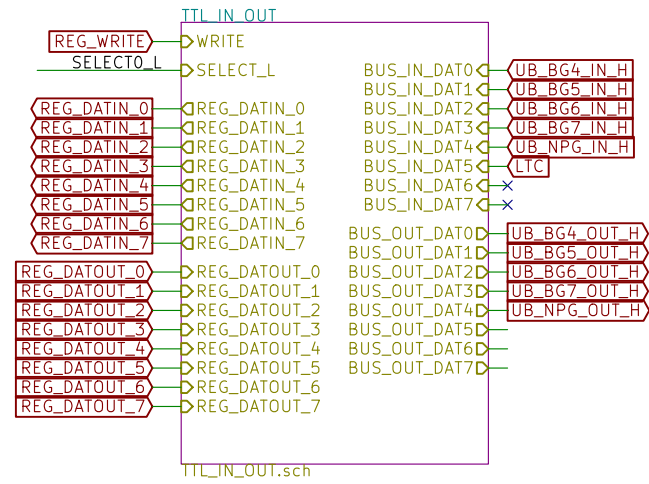 TTL_IN_OUT
REG_WRITE WRITE
SELECT0_L SELECT_L BUS_IN_DAT0 UB_BG4_IN_H
BUS_IN_DAT1 UB_BG5_IN_H
REG_DATIN_0 REG_DATIN_0 BUS_IN_DAT2 UB_BG6_IN_H
REG_DATIN_1 REG_DATIN_1 BUS_IN_DAT3 UB_BG7_IN_H
REG_DATIN_2 REG_DATIN_2 BUS_IN_DAT4 UB_NPG_IN_H
REG_DATIN_3 REG_DATIN_3 BUS_IN_DAT5 LTC
REG_DATIN_4 REG_DATIN_4 BUS_IN_DAT6
REG_DATIN_5 REG_DATIN_5 BUS_IN_DAT7
REG_DATIN_6 REG_DATIN_6 BUS_OUT_DAT0 UB_BG4_OUT_H
REG_DATIN_7 REG_DATIN_7 BUS_OUT_DAT1 UB_BG5_OUT_H
REG_DATOUT_0 REG_DATOUT_0 BUS_OUT_DAT2 UB_BG6_OUT_H
REG_DATOUT_1 REG_DATOUT_1 BUS_OUT_DAT3 UB_BG7_OUT_H
REG_DATOUT_2 REG_DATOUT_2 BUS_OUT_DAT4 UB_NPG_OUT_H
REG_DATOUT_3 REG_DATOUT_3 BUS_OUT_DAT5
REG_DATOUT_4 REG_DATOUT_4 BUS_OUT_DAT6
REG_DATOUT_5 REG_DATOUT_5 BUS_OUT_DAT7
REG_DATOUT_6 REG_DATOUT_6
REG_DATOUT_7 REG_DATOUT_7
TTL_IN_OUT.sch